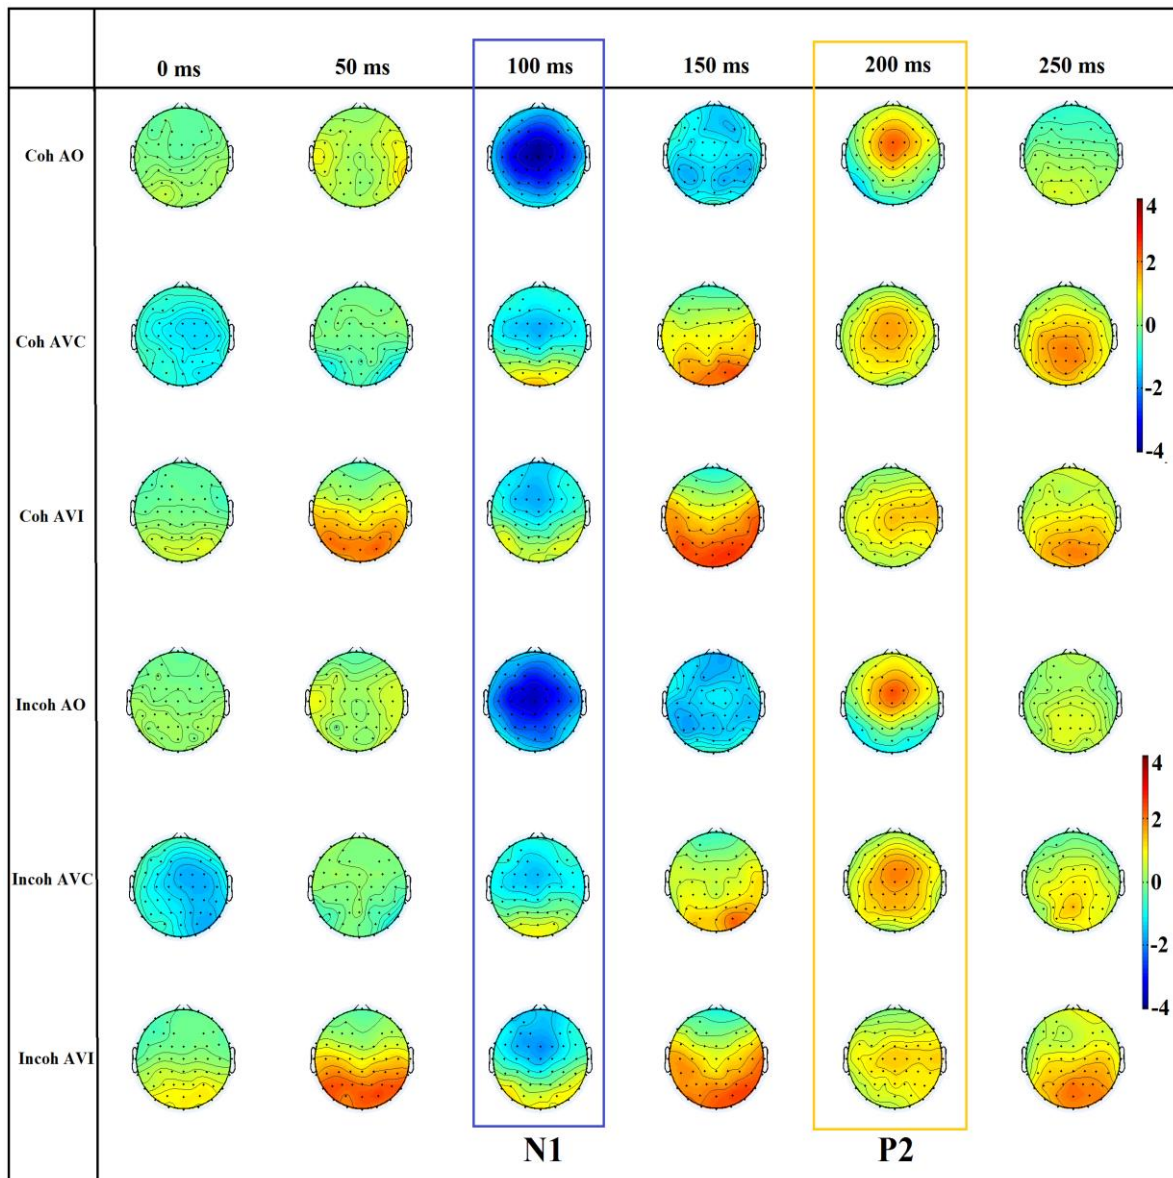 0 ms 50 ms 100 ms 150 ms 200 ms 250 ms
Coh AO
4
2
Coh AVC
0
-2
-4
Coh AVI
Incoh AO
4
2
Incoh AVC
0
-2
-4
Incoh AVI
N1 P2